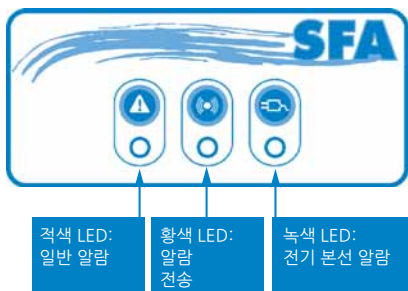 SFA
적색 LED:
일반 알람
황색 LED:
알람
전송
녹색 LED:
전기 본선 알람